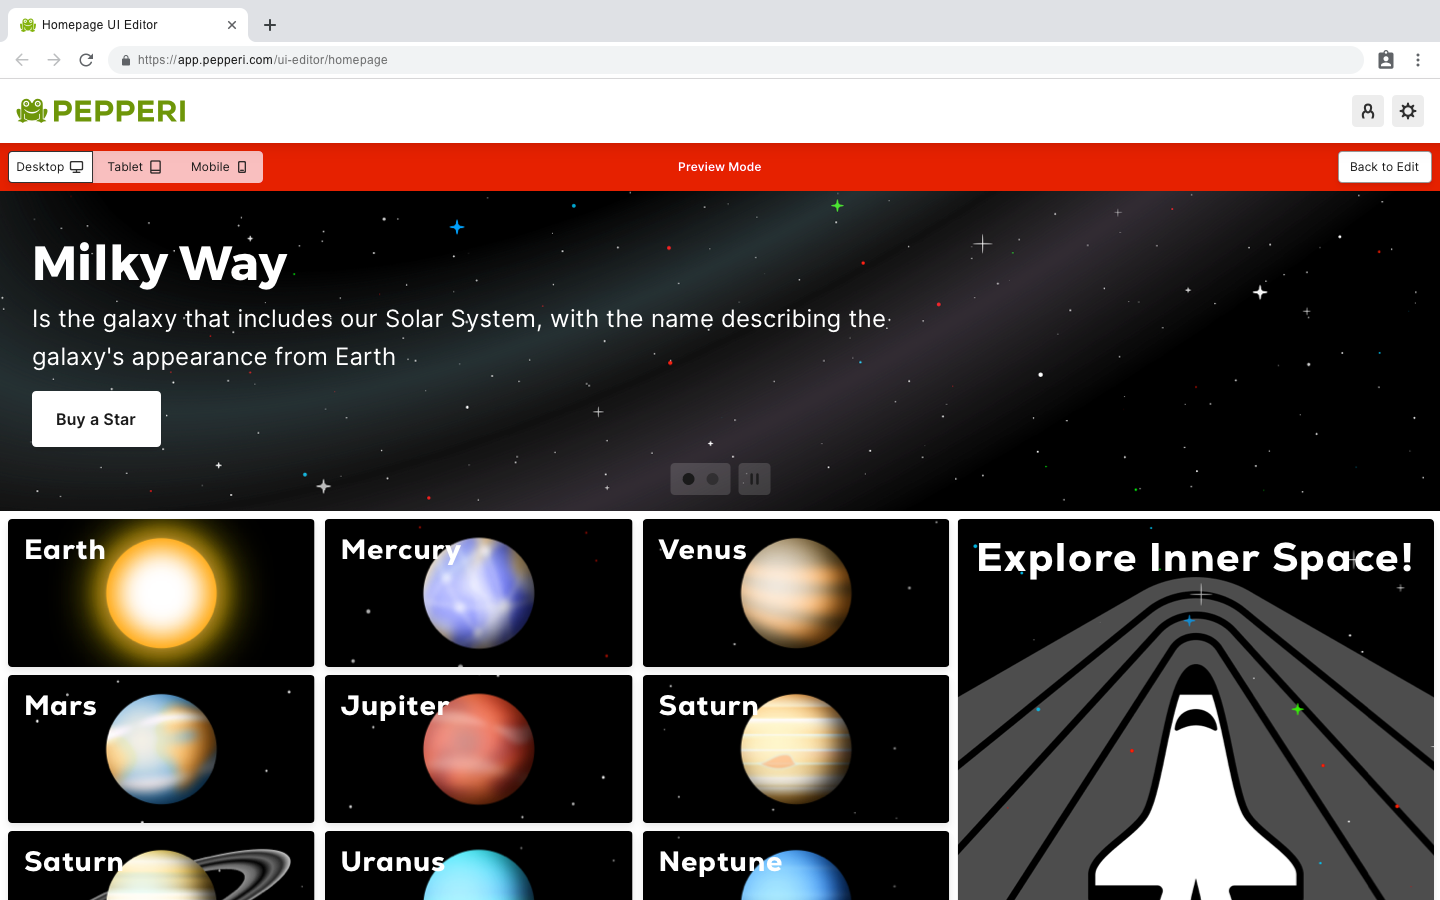 Homepage UI Editor
https://app.pepperi.com/ui-editor/homepage
PEPPERI
Desktop Tablet Mobile Preview Mode Back to Edit
Milky Way
Is the galaxy that includes our Solar System, with the name describing the
galaxy's appearance from Earth
Buy a Star
Earth Mercury Venus Explore Inner Space!
Mars Jupiter Saturn
Saturn Uranus Neptune